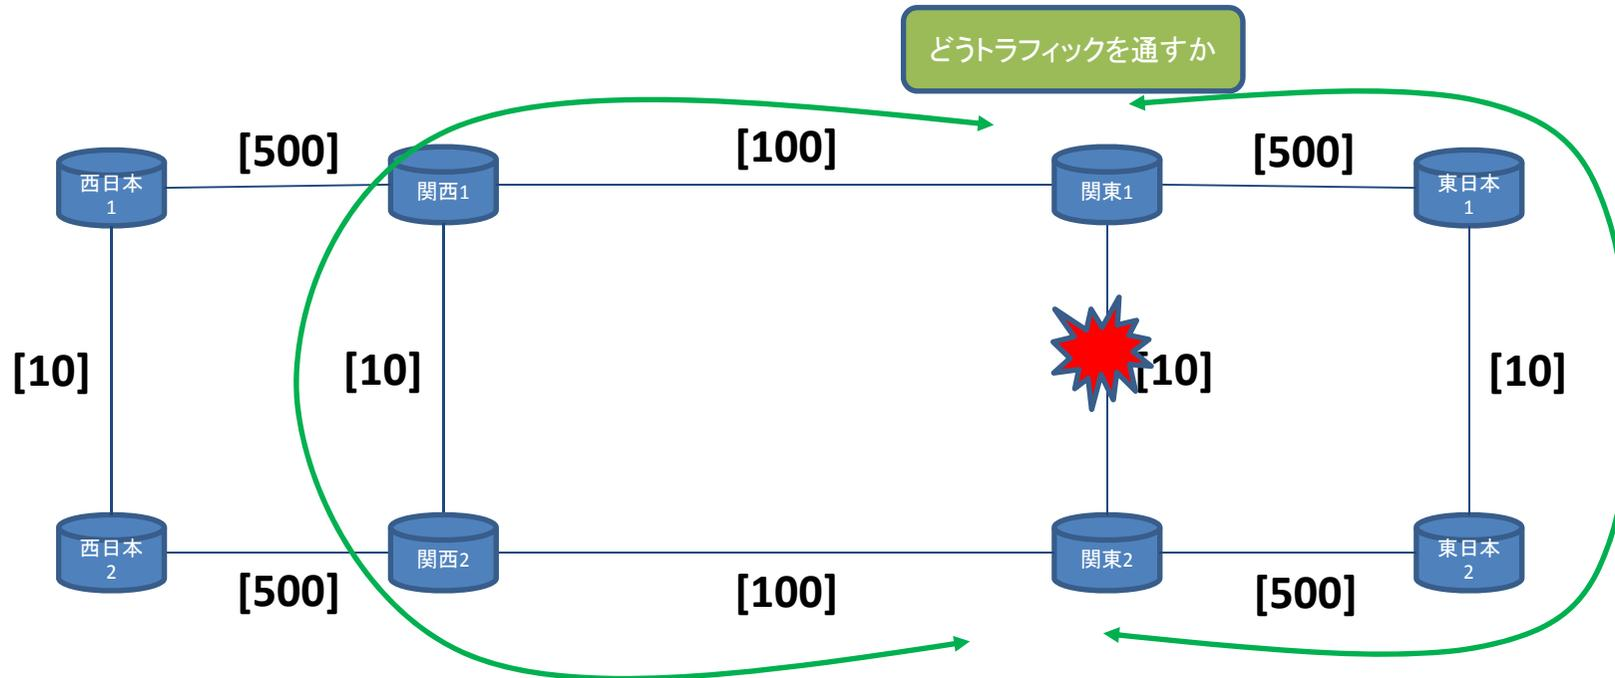 どうトラフィックを通すか
[500]
[100]
[500]
西日本
1
関西1
関東1
東日本
1
[10]
[10]
[10]
[10]
西日本
2
関西2
関東2
東日本
2
[500]
[100]
[500]